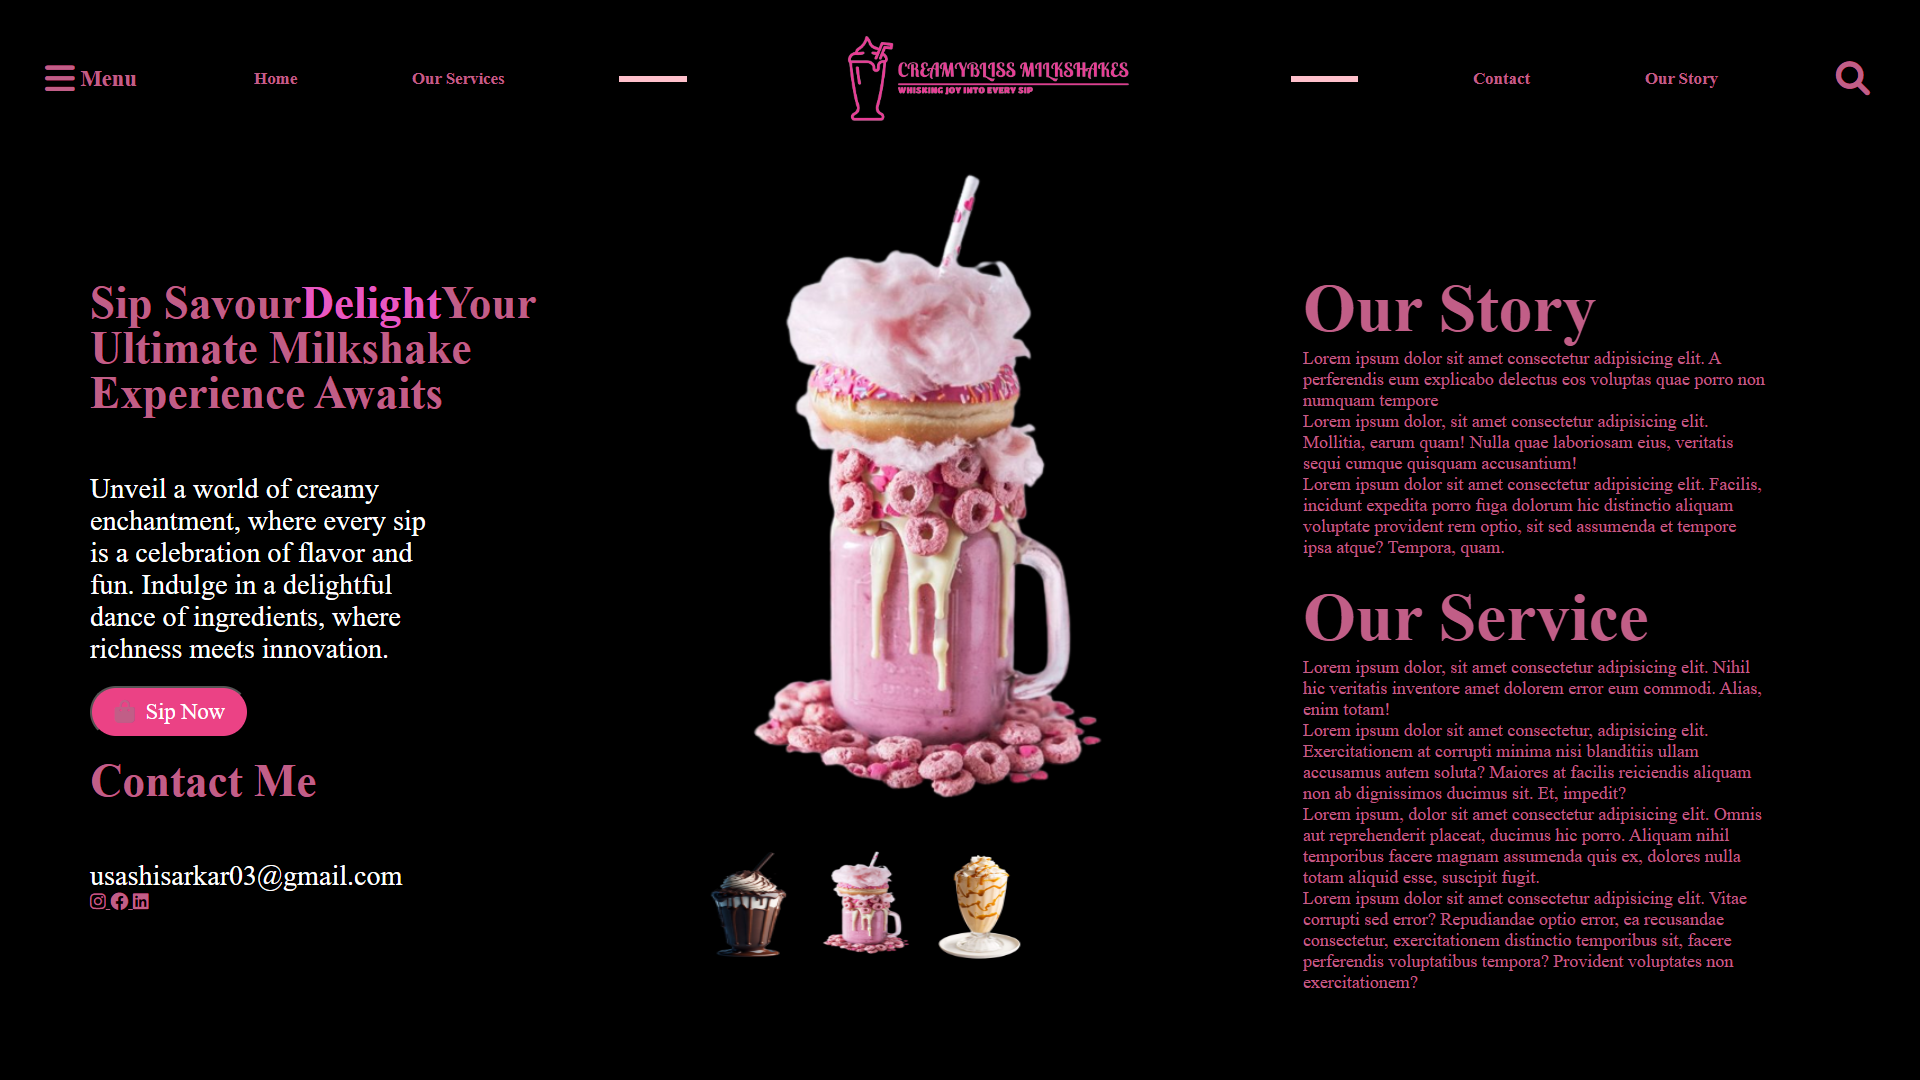 Menu
Home
Our Services
CREAMYBLISS MILKSHAKES
WHISKING JOY INTO EVERY SIP
Contact
Our Story
Sip SavourDelightYour
Ultimate Milkshake
Experience Awaits
Unveil a world of creamy
enchantment, where every sip
is a celebration of flavor and
fun. Indulge in a delightful
dance of ingredients, where
richness meets innovation.
Sip Now
Contact Me
usashisarkar03@gmail.com
Our Story
Lorem ipsum dolor sit amet consectetur adipisicing elit. A
perferendis eum explicabo delectus eos voluptas quae porro non
numquam tempore
Lorem ipsum dolor, sit amet consectetur adipisicing elit.
Mollitia, earum quam! Nulla quae laboriosam eius, veritatis
sequi cumque quisquam accusantium!
Lorem ipsum dolor sit amet consectetur adipisicing elit. Facilis,
incidunt expedita porro fuga dolorum hic distinctio aliquam
voluptate provident rem optio, sit sed assumenda et tempore
ipsa atque? Tempora, quam.
Our Service
Lorem ipsum dolor, sit amet consectetur adipisicing elit. Nihil
hic veritatis inventore amet dolorem error eum commodi. Alias,
enim totam!
Lorem ipsum dolor sit amet consectetur, adipisicing elit.
Exercitationem at corrupti minima nisi blanditiis ullam
accusamus autem soluta? Maiores at facilis reiciendis aliquam
non ab dignissimos ducimus sit. Et, impedit?
Lorem ipsum, dolor sit amet consectetur adipisicing elit. Omnis
aut reprehenderit placeat, ducimus hic porro. Aliquam nihil
temporibus facere magnam assumenda quis ex, dolores nulla
totam aliquid esse, suscipit fugit.
Lorem ipsum dolor sit amet consectetur adipisicing elit. Vitae
corrupti sed error? Repudiandae optio error, ea recusandae
consectetur, exercitationem distinctio temporibus sit, facere
perferendis voluptatibus tempora? Provident voluptates non
exercitationem?